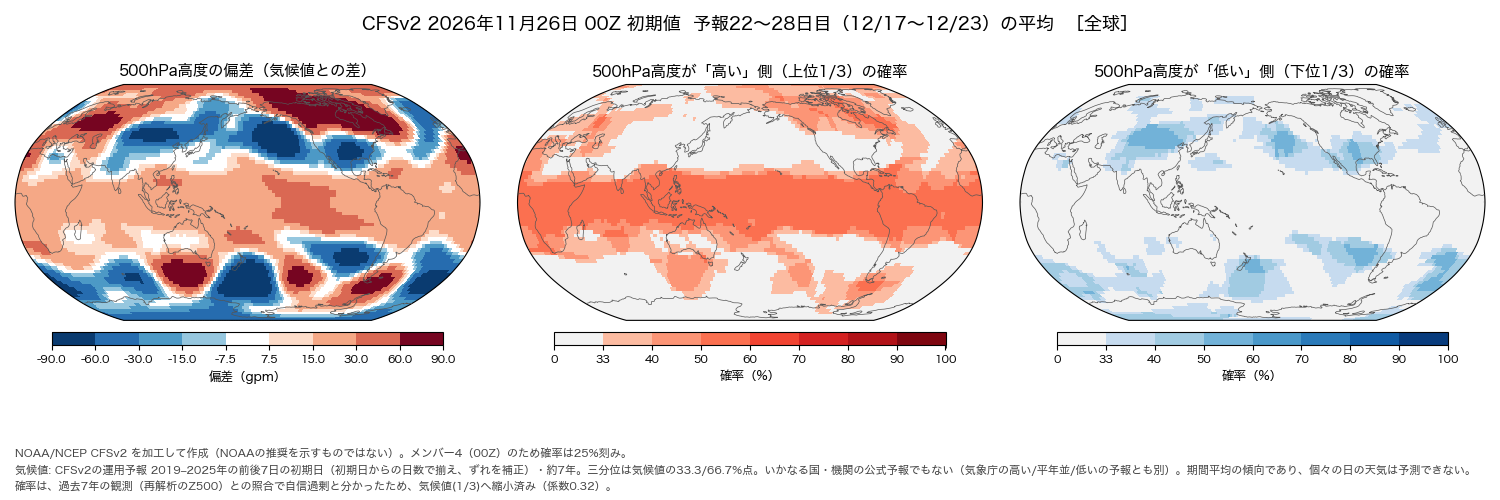 CFSv2 2026年11月26日 00Z 初期値 予報22～28日目（12/17～12/23）の平均 ［全球］
500hPa高度の偏差（気候値との差）
500hPa高度が「高い」側（上位1/3）の確率
500hPa高度が「低い」側（下位1/3）の確率
-90.0 -60.0 -30.0 -15.0 -7.5 7.5 15.0 30.0 60.0 90.0
偏差（gpm）
0 33 40 50 60 70 80 90 100
確率（%）
0 33 40 50 60 70 80 90 100
確率（%）
NOAA/NCEP CFSv2 を加工して作成（NOAAの推奨を示すものではない）。メンバー4（00Z）のため確率は25%刻み。
気候値: CFSv2の運用予報 2019–2025年の前後7日の初期日（初期日からの日数で揃え、ずれを補正）・約7年。三分位は気候値の33.3/66.7%点。いかなる国・機関の公式予報でもない（気象庁の高い/平年並/低いの予報とも別）。期間平均の傾向であり、個々の日の天気は予測できない。
確率は、過去7年の観測（再解析のZ500）との照合で自信過剰と分かったため、気候値(1/3)へ縮小済み（係数0.32）。